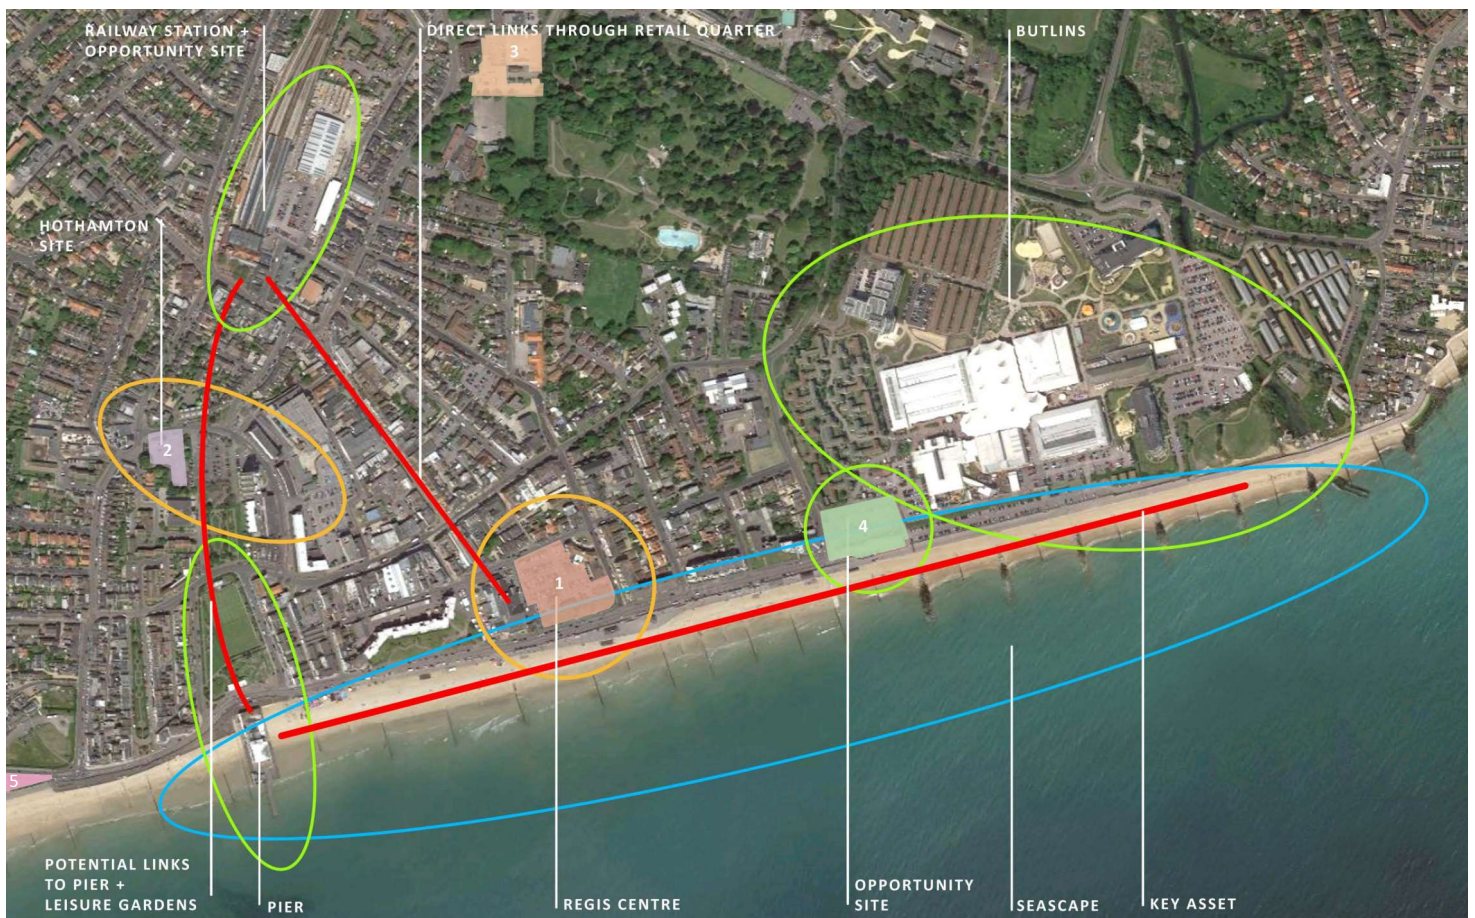 RAILWAY STATION +
OPPORTUNITY SITE
DIRECT LINKS THROUGH RETAIL QUARTER
BUTLINS
3
HOTHAMTON
SITE
2
4
1
5
POTENTIAL LINKS
TO PIER +
LEISURE GARDENS
PIER
REGIS CENTRE
OPPORTUNITY
SITE
SEASCAPE
KEY ASSET